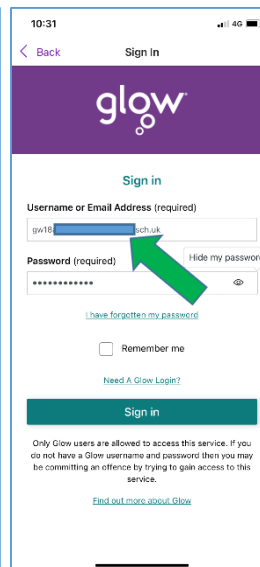 10:31
4G
Back
Sign In
glow
Sign in
Username or Email Address (required)
gw18 sch.uk
Password (required)
Hide my passwor
I have forgotten my password
Remember me
Need A Glow Login?
Sign in
Only Glow users are allowed to access this service. If you
do not have a Glow username and password then you may
be committing an offence by trying to gain access to this
service.
Find out more about Glow